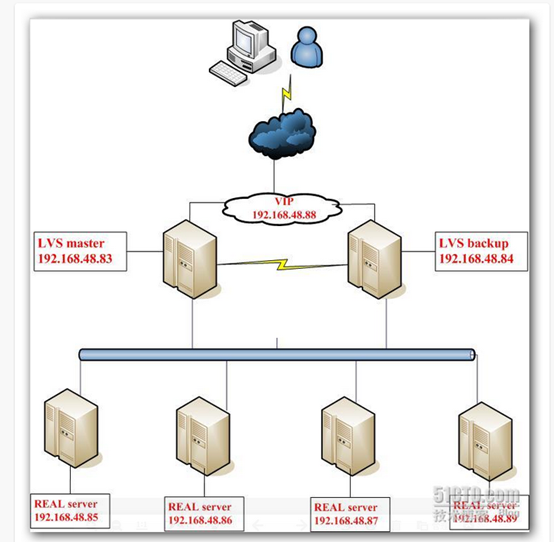 VIP
192.168.48.88
LVS master
192.168.48.83
LVS backup
192.168.48.84
REAL server
192.168.48.85
REAL server
192.168.48.86
REAL server
192.168.48.87
REAL server
192.168.48.89
51CTO.com
技术博客 Blog